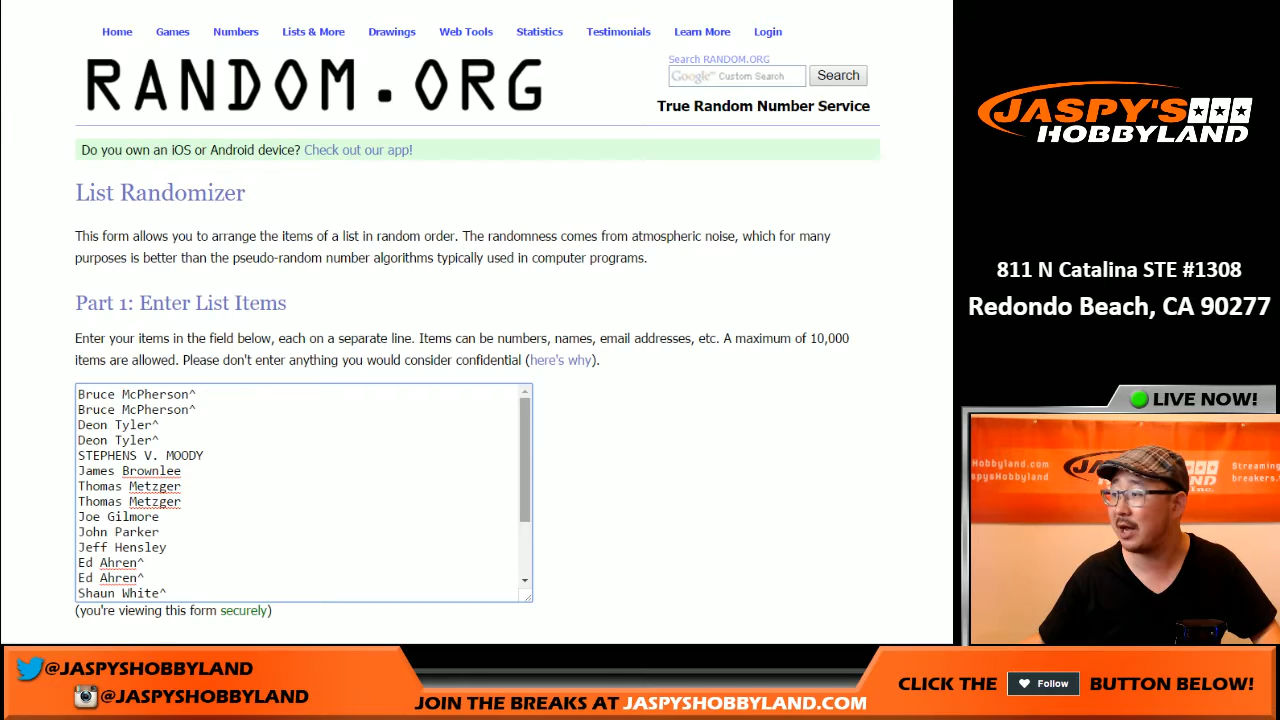 Home Games Numbers Lists & More Drawings Web Tools Statistics Testimonials Learn More Login
RANDOM.ORG
Search RANDOM.ORG
Google™ Custom Search
Search
True Random Number Service
Do you own an iOS or Android device? Check out our app!
List Randomizer
This form allows you to arrange the items of a list in random order. The randomness comes from atmospheric noise, which for many
purposes is better than the pseudo-random number algorithms typically used in computer programs.
Part 1: Enter List Items
Enter your items in the field below, each on a separate line. Items can be numbers, names, email addresses, etc. A maximum of 10,000
items are allowed. Please don't enter anything you would consider confidential (here's why).
Bruce McPherson^
Bruce McPherson^
Deon Tyler^
Deon Tyler^
STEPHENS V. MOODY
James Brownlee
Thomas Metzger
Thomas Metzger
Joe Gilmore
John Parker
Jeff Hensley
Ed Ahren^
Ed Ahren^
Shaun White^
(you're viewing this form securely)
JASPY'S
HOBBYLAND
811 N Catalina STE #1308
Redondo Beach, CA 90277
LIVE NOW!
Hobbyland.com
spysHobbyland
Streaming
breakers.
Inc.
@JASPYSHOBBYLAND
@JASPYSHOBBYLAND
JOIN THE BREAKS AT JASPYSHOBBYLAND.COM
CLICK THE Follow BUTTON BELOW!